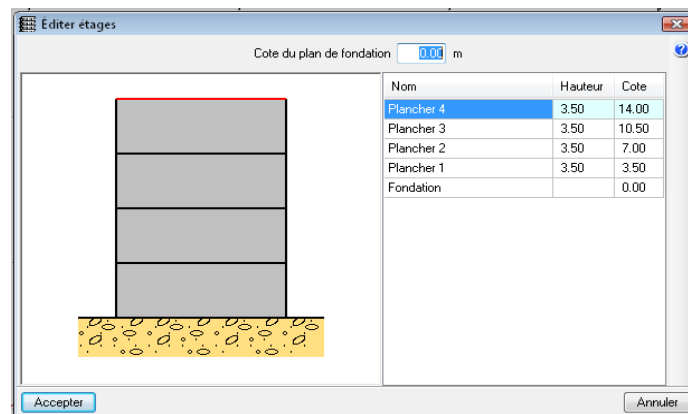 Éditer étages
Cote du plan de fondation 0.00 m
Nom Hauteur Cote
Plancher 4 3.50 14.00
Plancher 3 3.50 10.50
Plancher 2 3.50 7.00
Plancher 1 3.50 3.50
Fondation 0.00
Accepter Annuler